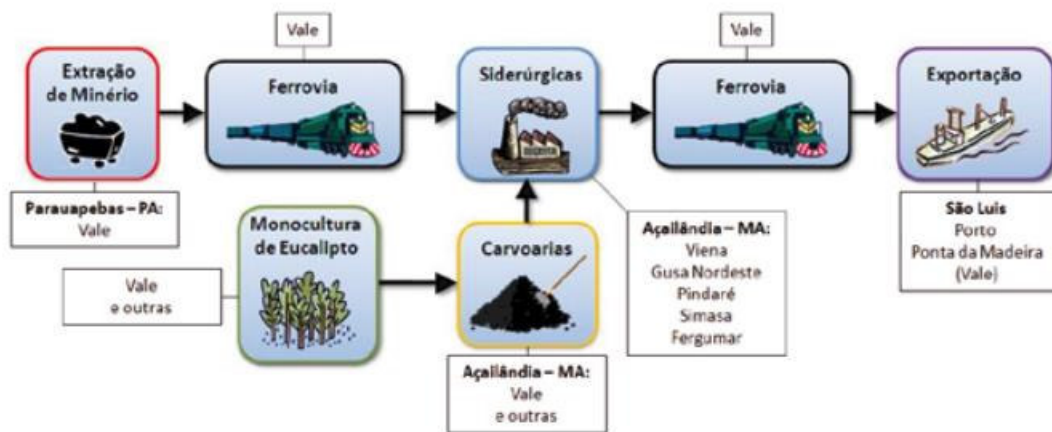 Vale
Vale
Extração
de Minério
Ferrovia
Siderúrgicas
Ferrovia
Exportação
Parauapebas – PA:
Vale
Monocultura
de Eucalipto
Vale
e outras
Carvoarias
Açailândia – MA:
Vale
e outras
Açailândia – MA:
Viena
Gusa Nordeste
Pindaré
Simasa
Fergumar
São Luis
Porto
Ponta da Madeira
(Vale)